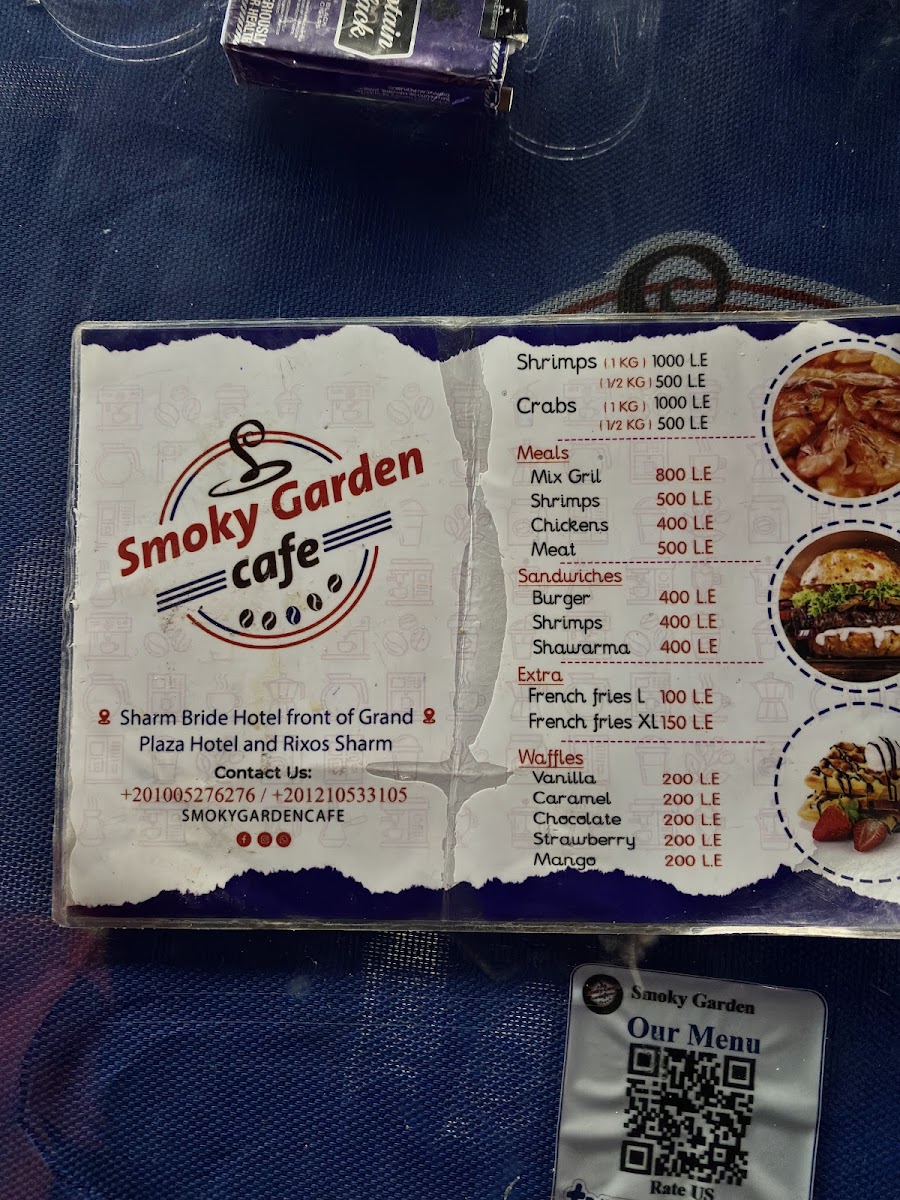 Captain
Black
Smoky Garden
cafe
Sharm Bride Hotel front of Grand
Plaza Hotel and Rixos Sharm
Contact Us:
+201005276276 / +201210533105
SMOKYGARDENCAFE
Shrimps (1 KG) 1000 L.E
(1/2 KG) 500 L.E
Crabs (1 KG) 1000 L.E
(1/2 KG) 500 L.E
Meals
Mix Gril 800 L.E
Shrimps 500 L.E
Chickens 400 L.E
Meat 500 L.E
Sandwiches
Burger 400 L.E
Shrimps 400 L.E
Shawarma 400 L.E
Extra
French fries L 100 L.E
French fries XL 150 L.E
Waffles
Vanilla 200 L.E
Caramel 200 L.E
Chocolate 200 L.E
Strawberry 200 L.E
Mango 200 L.E
Smoky Garden
Our Menu
Rate US